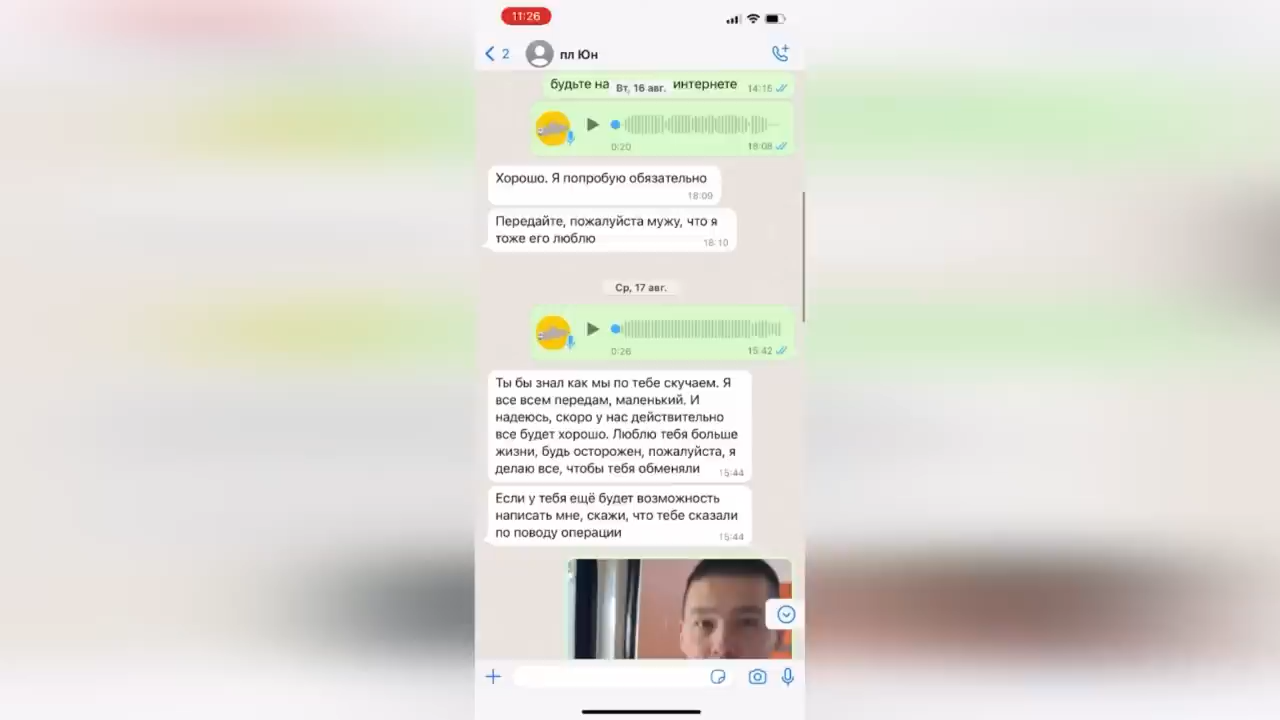 11:26
2
пл Юн
будьте на интернете 14:15
Вт, 16 авг.
0:20 18:08
Хорошо. Я попробую обязательно
18:09
Передайте, пожалуйста мужу, что я
тоже его люблю 18:10
Ср, 17 авг.
0:26 15:42
Ты бы знал как мы по тебе скучаем. Я
все всем передам, маленький. И
надеюсь, скоро у нас действительно
все будет хорошо. Люблю тебя больше
жизни, будь осторожен, пожалуйста, я
делаю все, чтобы тебя обменяли 15:44
Если у тебя ещё будет возможность
написать мне, скажи, что тебе сказали
по поводу операции 15:44